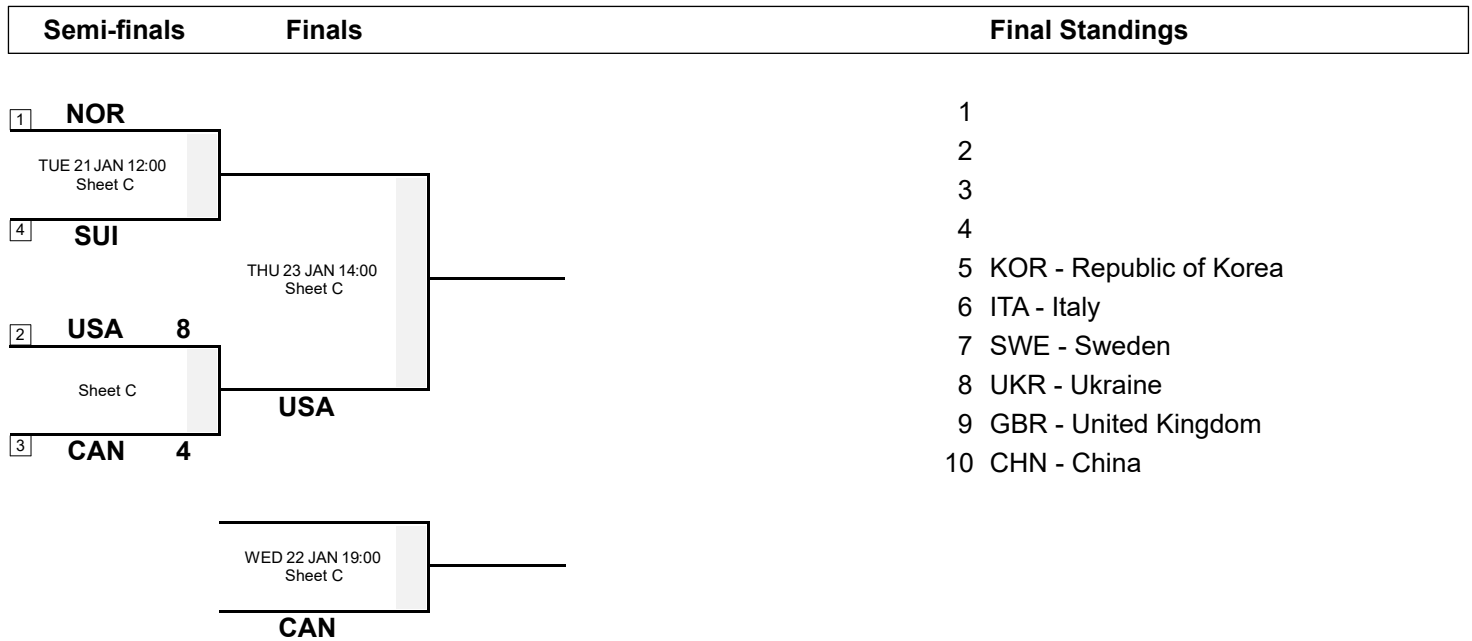 Semi-finals Finals Final Standings
1 NOR
TUE 21 JAN 12:00
Sheet C
4 SUI
THU 23 JAN 14:00
Sheet C
2 USA 8
Sheet C
USA
3 CAN 4
WED 22 JAN 19:00
Sheet C
CAN
1
2
3
4
5 KOR - Republic of Korea
6 ITA - Italy
7 SWE - Sweden
8 UKR - Ukraine
9 GBR - United Kingdom
10 CHN - China